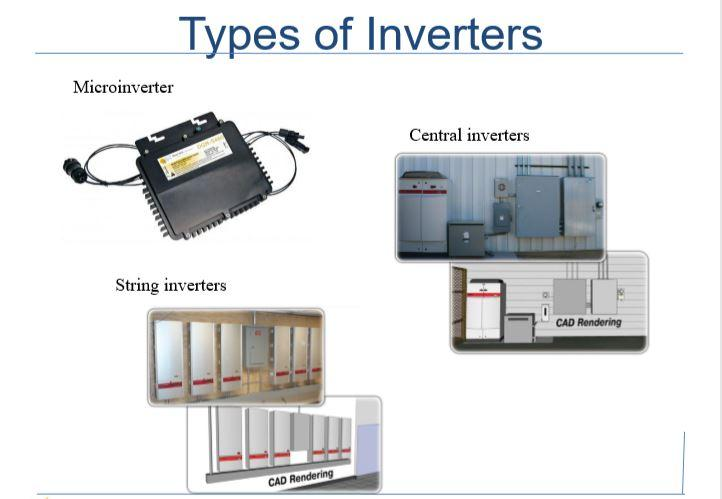 Types of Inverters
Microinverter
Central inverters
CAD Rendering
String inverters
CAD Rendering